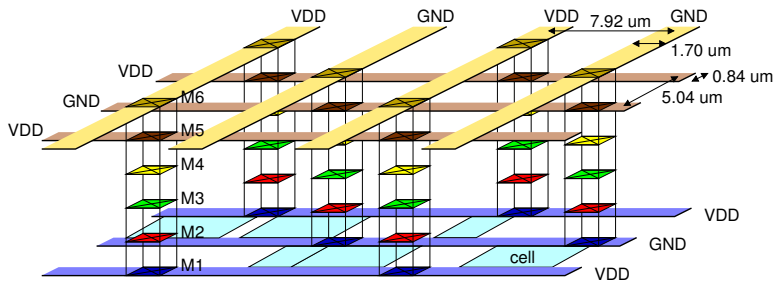 VDD
GND
VDD
7.92 um
GND
1.70 um
VDD
0.84 um
GND
M6
5.04 um
VDD
M5
M4
M3
VDD
M2
GND
cell
M1
VDD